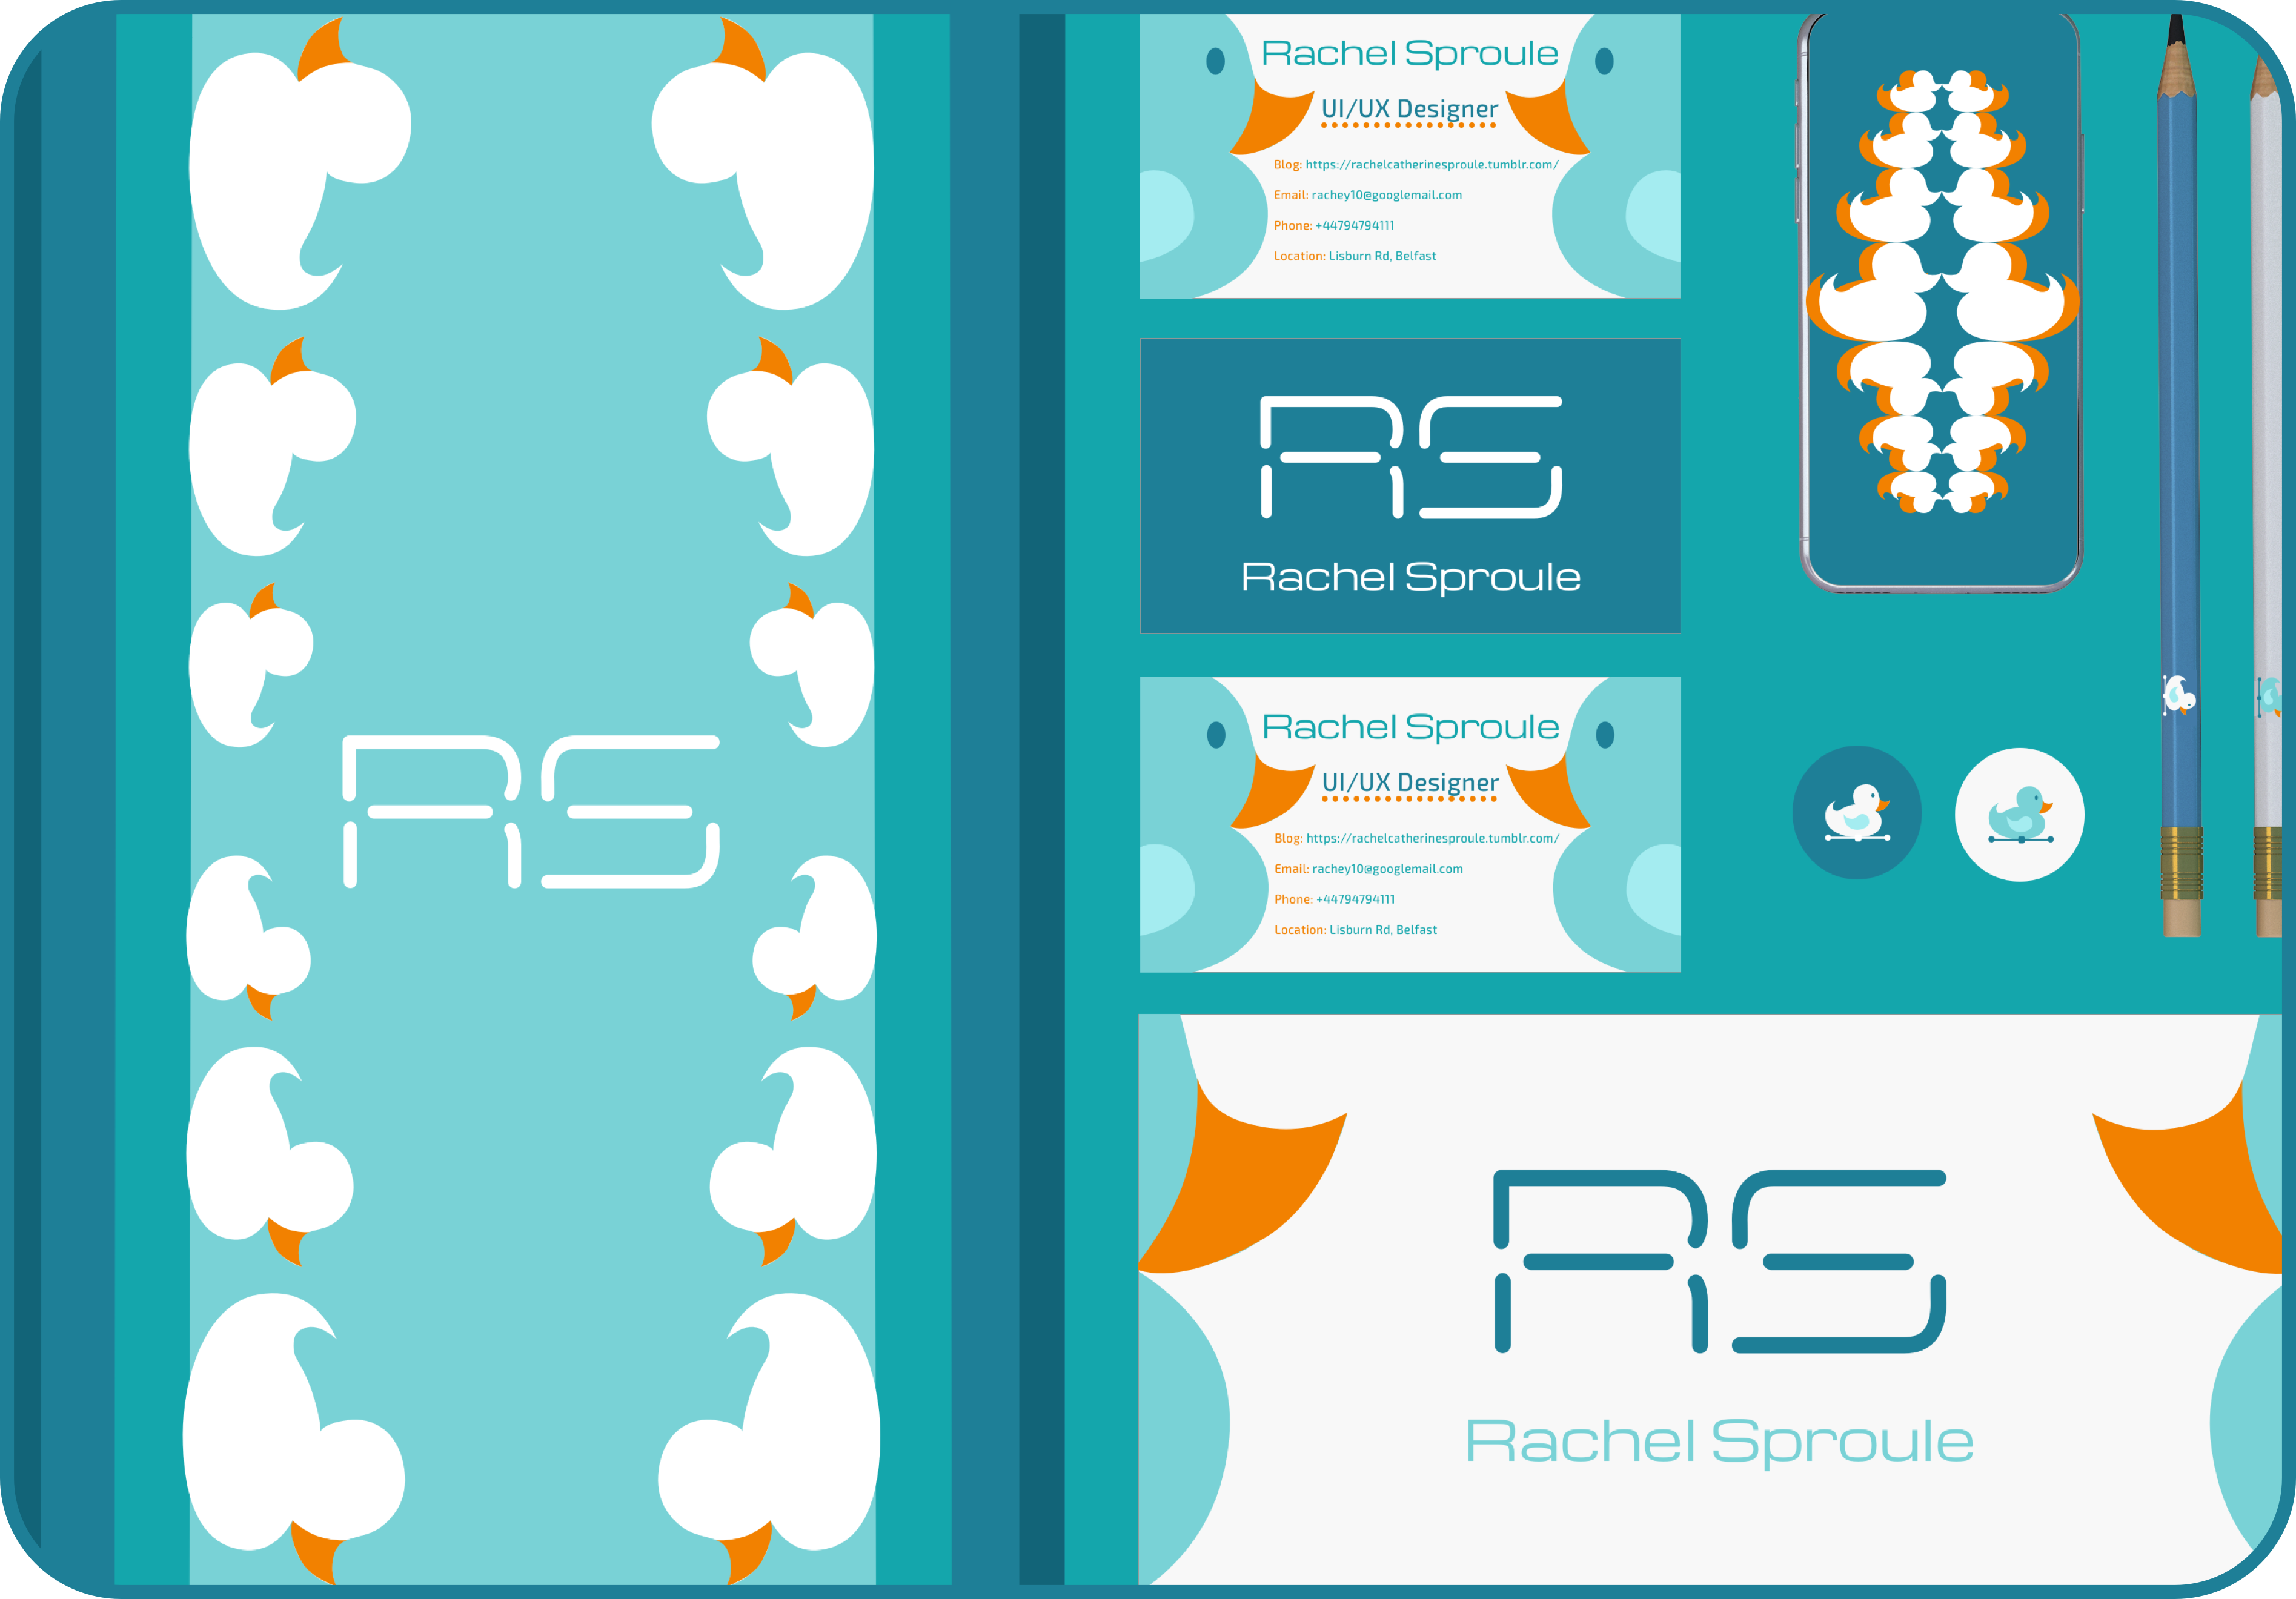 RS
Rachel Sproule
UI/UX Designer
Blog: https://rachelcatherinesproule.tumblr.com/
Email: rachey10@googlemail.com
Phone: +44794794111
Location: Lisburn Rd, Belfast
RS
Rachel Sproule
Rachel Sproule
UI/UX Designer
Blog: https://rachelcatherinesproule.tumblr.com/
Email: rachey10@googlemail.com
Phone: +44794794111
Location: Lisburn Rd, Belfast
RS
Rachel Sproule